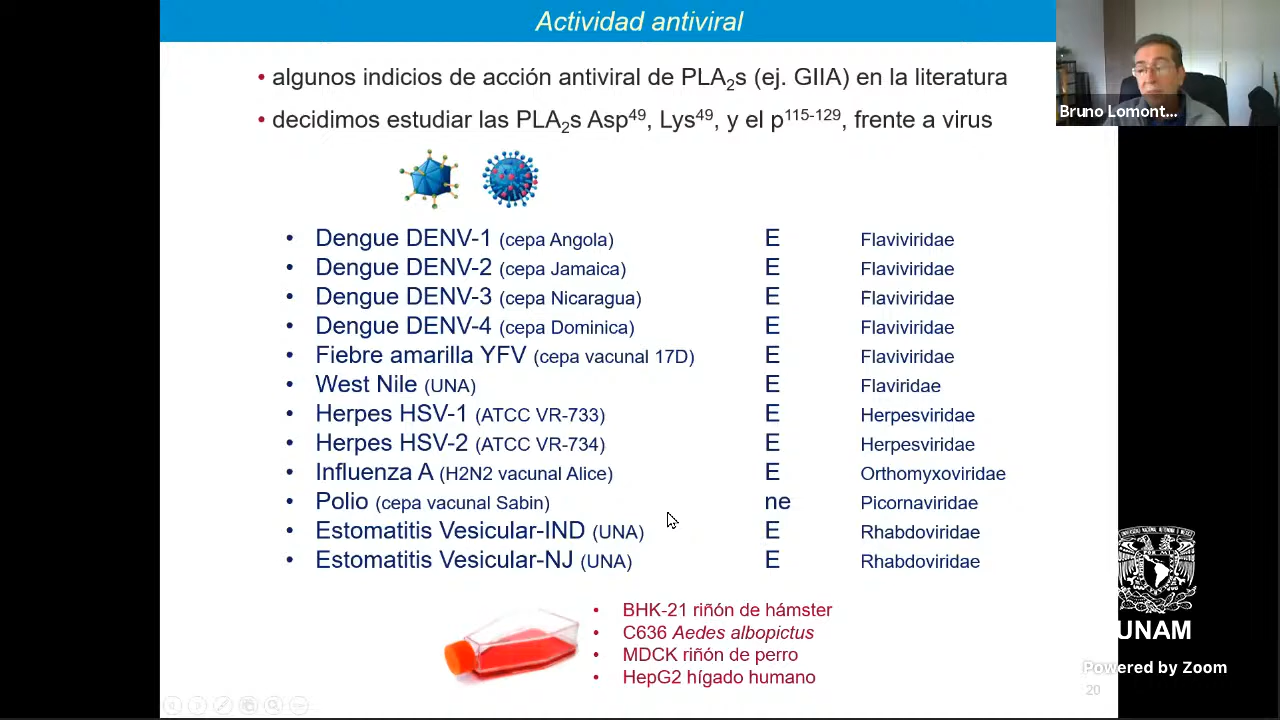 Actividad antiviral
• algunos indicios de acción antiviral de PLA2s (ej. GIIA) en la literatura
• decidimos estudiar las PLA2s Asp49, Lys49, y el p115-129, frente a virus
Bruno Lomont...
• Dengue DENV-1 (cepa Angola) E Flaviviridae
• Dengue DENV-2 (cepa Jamaica) E Flaviviridae
• Dengue DENV-3 (cepa Nicaragua) E Flaviviridae
• Dengue DENV-4 (cepa Dominica) E Flaviviridae
• Fiebre amarilla YFV (cepa vacunal 17D) E Flaviviridae
• West Nile (UNA) E Flaviridae
• Herpes HSV-1 (ATCC VR-733) E Herpesviridae
• Herpes HSV-2 (ATCC VR-734) E Herpesviridae
• Influenza A (H2N2 vacunal Alice) E Orthomyxoviridae
• Polio (cepa vacunal Sabin) ne Picornaviridae
• Estomatitis Vesicular-IND (UNA) E Rhabdoviridae
• Estomatitis Vesicular-NJ (UNA) E Rhabdoviridae
• BHK-21 riñón de hámster
• C636 Aedes albopictus
• MDCK riñón de perro
• HepG2 hígado humano
UNAM
Powered by Zoom
20